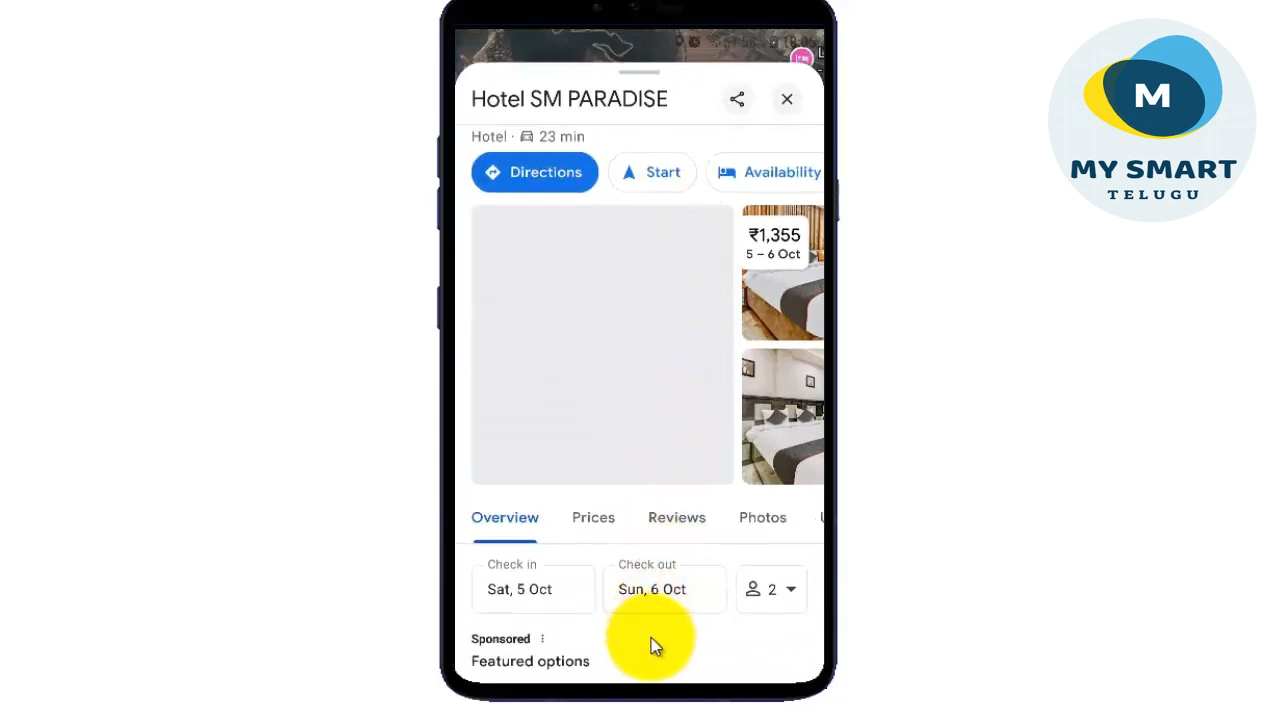 Hotel SM PARADISE
Hotel · 23 min
Directions
Start
Availability
₹1,355
5 – 6 Oct
Overview
Prices
Reviews
Photos
Check in
Sat, 5 Oct
Check out
Sun, 6 Oct
2
Sponsored
Featured options
M
MY SMART
TELUGU